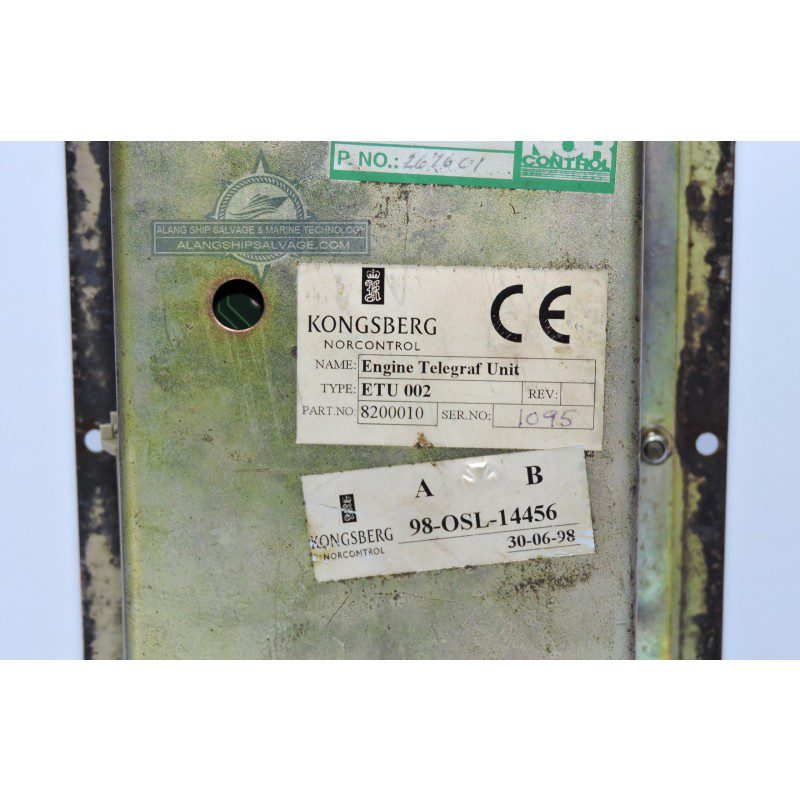 P. NO.: 267601
NOR
CONTROL
ALANG SHIP SALVAGE & MARINE TECHNOLOGY
ALANGSHIPSALVAGE.COM
KONGSBERG
NORCONTROL
CE
NAME: Engine Telegraf Unit
TYPE: ETU 002 REV:
PART.NO: 8200010 SER.NO: 1095
A B
KONGSBERG
NORCONTROL
98-OSL-14456
30-06-98